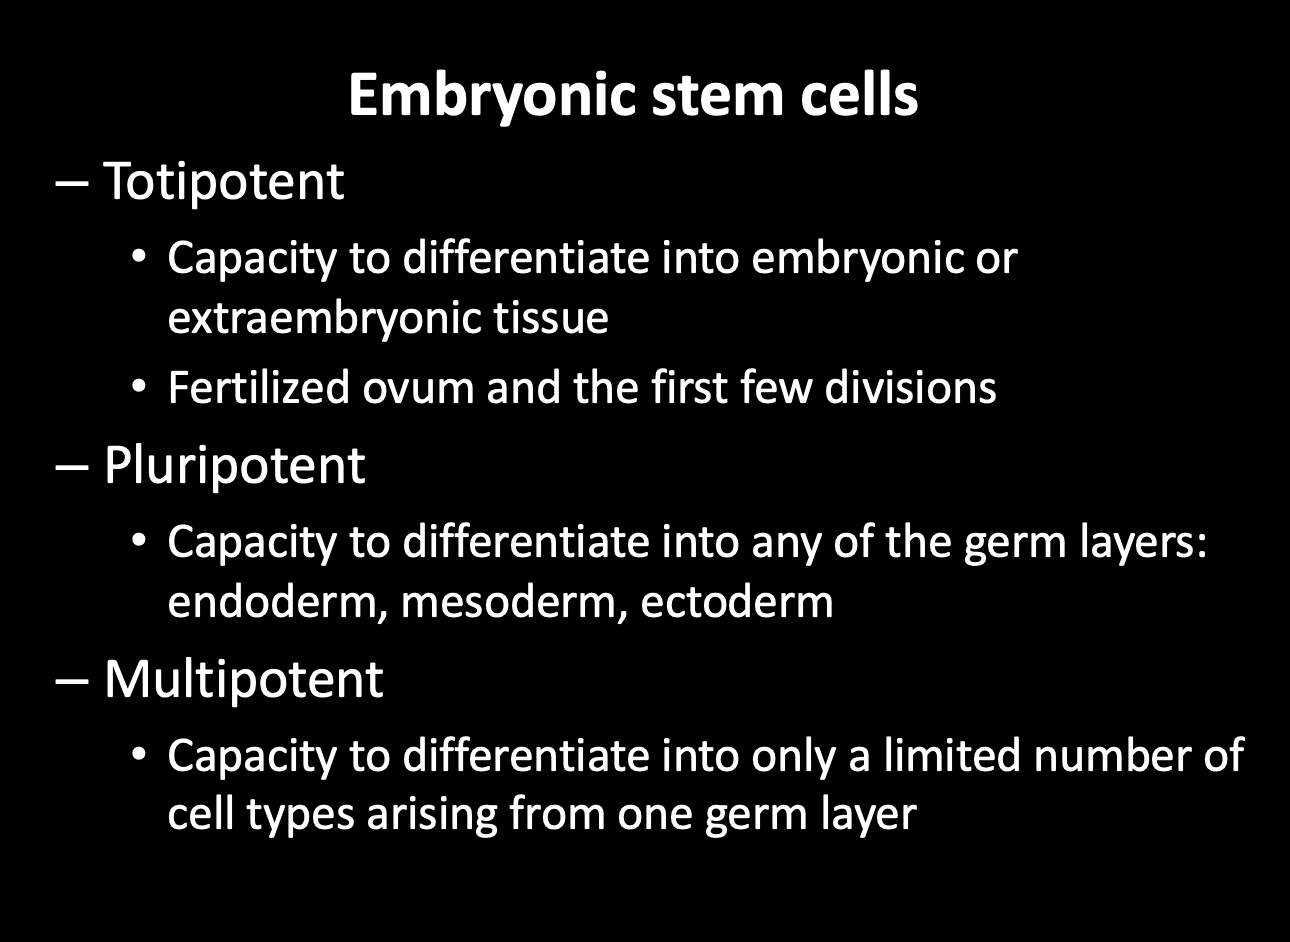 Embryonic stem cells
– Totipotent
• Capacity to differentiate into embryonic or
extraembryonic tissue
• Fertilized ovum and the first few divisions
– Pluripotent
• Capacity to differentiate into any of the germ layers:
endoderm, mesoderm, ectoderm
– Multipotent
• Capacity to differentiate into only a limited number of
cell types arising from one germ layer